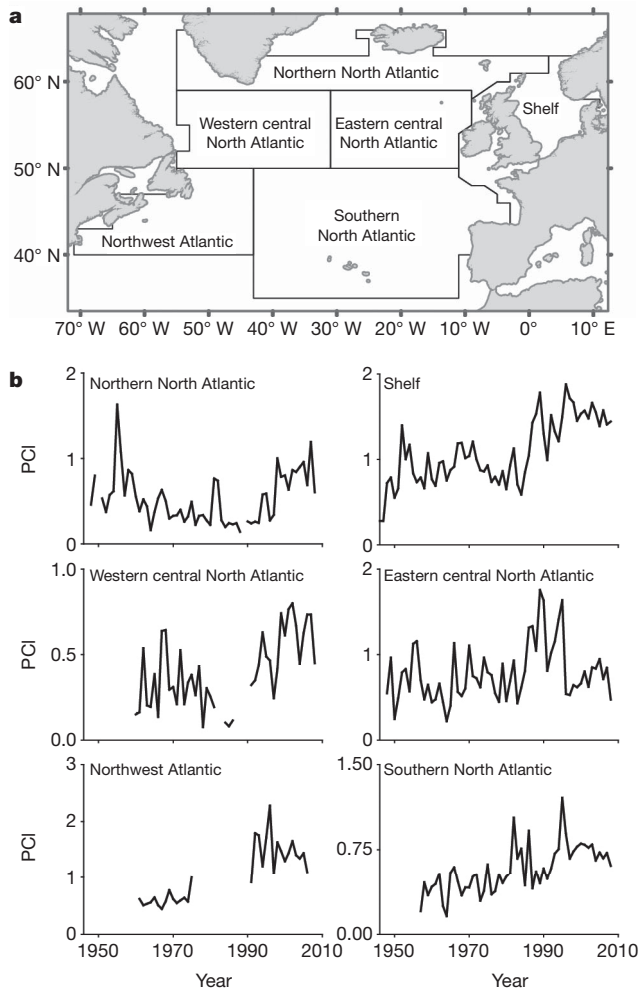 a
60° N
50° N
40° N
Northern North Atlantic
Western central
North Atlantic
Eastern central
North Atlantic
Shelf
Southern
North Atlantic
Northwest Atlantic
70° W 60° W 50° W 40° W 30° W 20° W 10° W 0° 10° E
b
Northern North Atlantic
PCI
2
1
0
Shelf
2
1
0
Western central North Atlantic
PCI
1.0
0.5
0.0
Eastern central North Atlantic
2
1
0
Northwest Atlantic
PCI
3
2
1
0
1950 1970 1990 2010
Year
Southern North Atlantic
1.50
0.75
0.00
1950 1970 1990 2010
Year